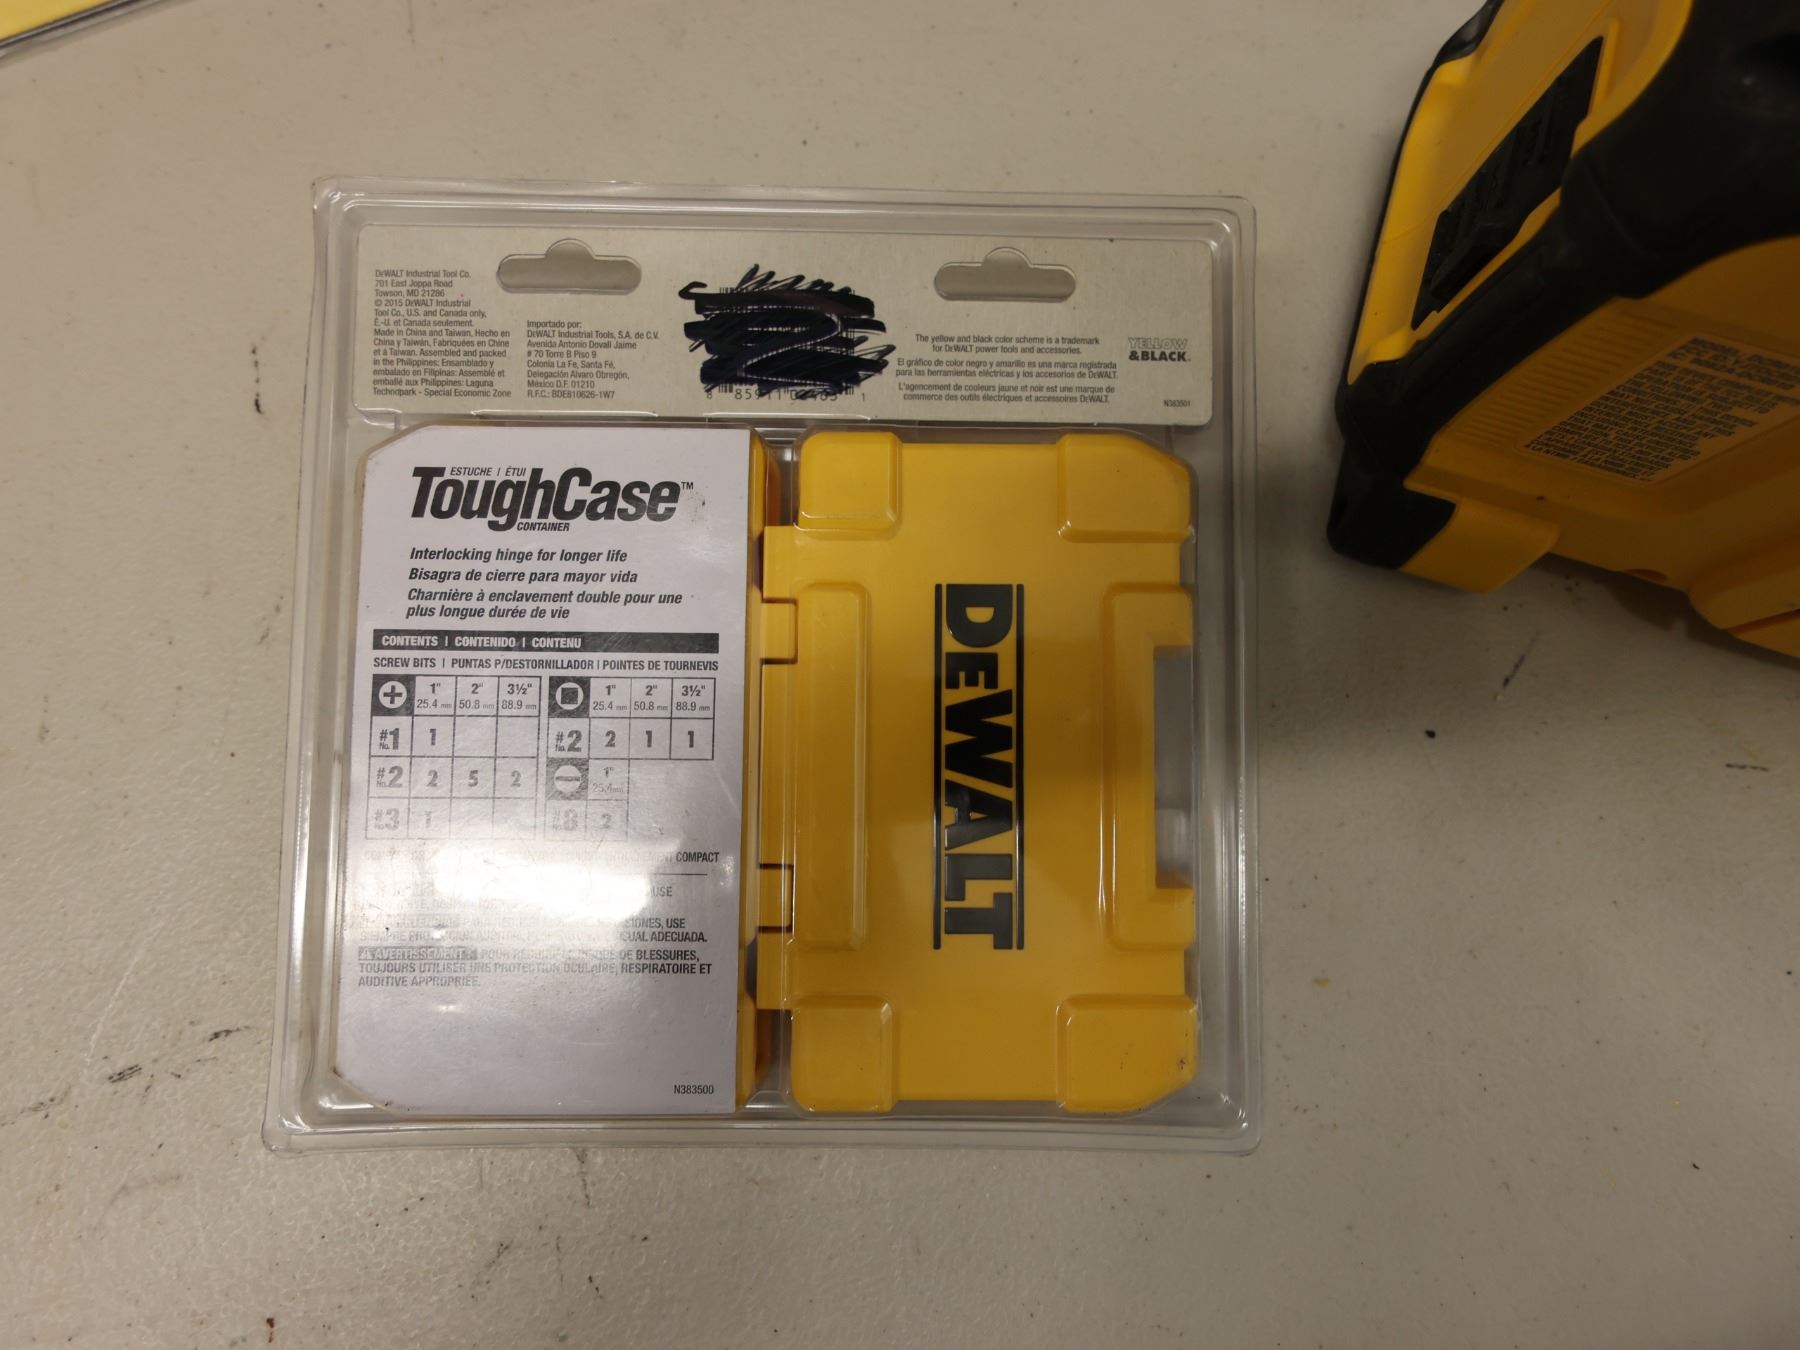 DEWALT Industrial Tool Co.
701 East Joppa Road
Towson, MD 21286
© 2015 DEWALT Industrial
Tool Co., U.S. and Canada only,
É.-U. et Canada seulement.
Made in China and Taiwan, Hecho en
China y Taiwán, Fabriquées en Chine
et à Taiwan. Assembled and packed
in the Philippines: Ensamblado y
embalado en Filipinas: Assemblé et
emballé aux Philippines: Laguna
Technopark - Special Economic Zone
Importado por:
DEWALT Industrial Tools, S.A. de C.V.
Avenida Antonio Dovali Jaime
# 70 Torre B Piso 9
Colonia La Fe, Santa Fé,
Delegación Alvaro Obregón,
México D.F. 01210
R.F.C.: BDE810626-1W7
8 85911 1
The yellow and black color scheme is a trademark
for DEWALT power tools and accessories.
El gráfico de color negro y amarillo es una marca registrada
para las herramientas eléctricas y los accesorios de DEWALT.
L'agencement de couleurs jaune et noir est une marque de
commerce des outils électriques et accessoires DEWALT.
YELLOW
&BLACK.
N383501
ESTUCHE | ÉTUI
ToughCase™
CONTAINER
Interlocking hinge for longer life
Bisagra de cierre para mayor vida
Charnière à enclavement double pour une
plus longue durée de vie
CONTENTS | CONTENIDO | CONTENU
SCREW BITS | PUNTAS P/DESTORNILLADOR | POINTES DE TOURNEVIS
1" 2" 3½" 1" 2" 3½"
25.4 mm 50.8 mm 88.9 mm 25.4 mm 50.8 mm 88.9 mm
#1 No. 1 #2 No. 2 1 1
#2 No. 2 5 2 1" 25.4mm
#3 1 2
COMPACT
USE
SIONES, USE
SIEMPRE PROTECCIÓN ADECUADA.
AVERTISSEMENT: POUR DE BLESSURES,
TOUJOURS UTILISER UNE PROTECTION OCULAIRE, RESPIRATOIRE ET
AUDITIVE APPROPRIÉE.
N383500
DEWALT
MODEL